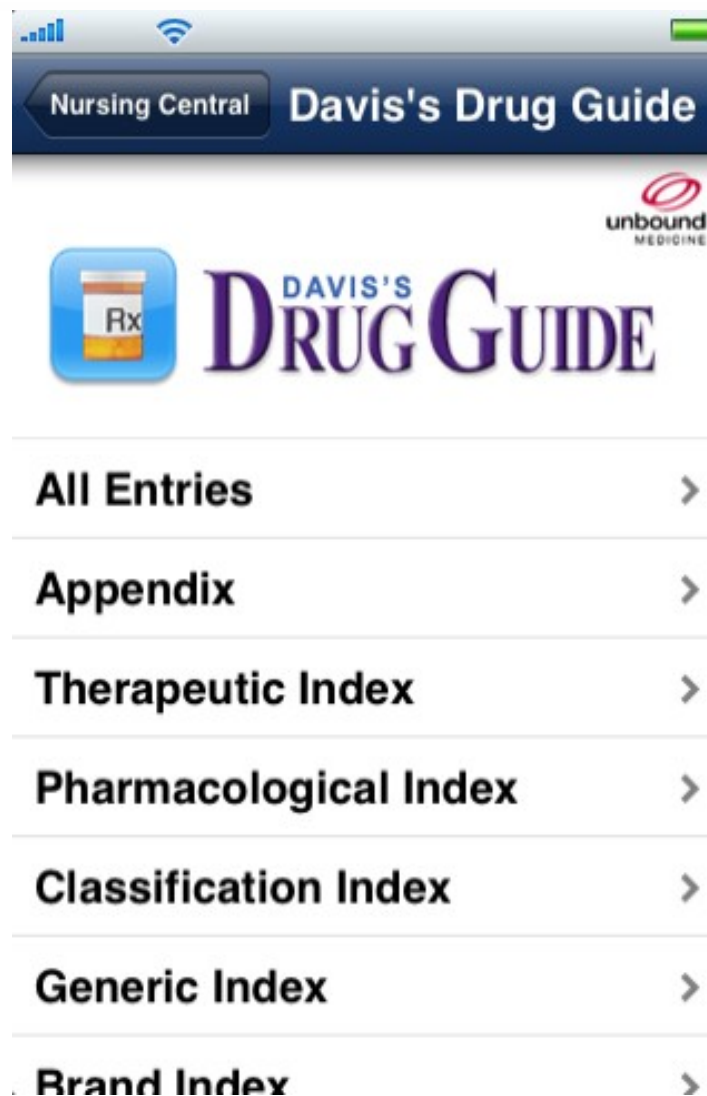 Nursing Central Davis's Drug Guide
unbound
MEDICINE
Rx
DAVIS'S
DRUG GUIDE
All Entries
Appendix
Therapeutic Index
Pharmacological Index
Classification Index
Generic Index
Brand Index